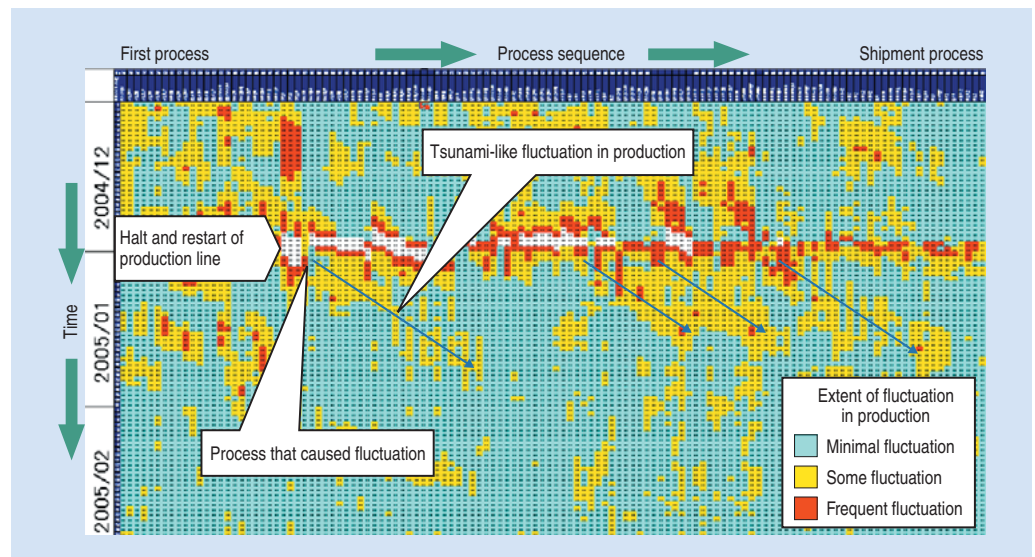 First process
Process sequence
Shipment process
Time
2004/12
2005/01
2005/02
Tsunami-like fluctuation in production
Halt and restart of
production line
Process that caused fluctuation
Extent of fluctuation
in production
Minimal fluctuation
Some fluctuation
Frequent fluctuation